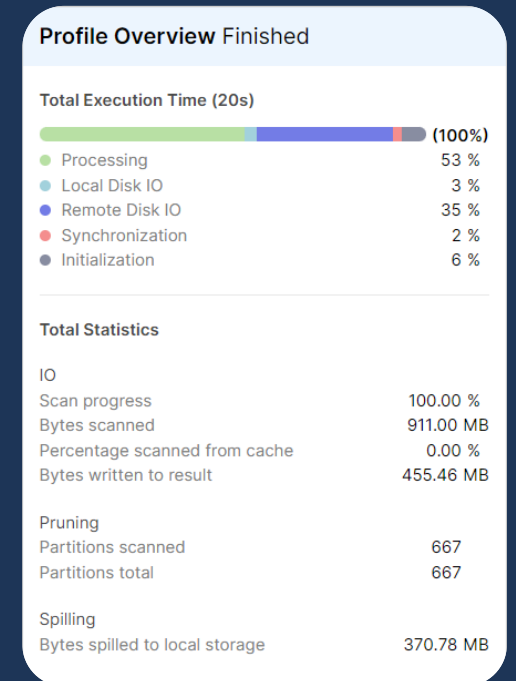 Profile Overview Finished
Total Execution Time (20s)
(100%)
Processing 53 %
Local Disk IO 3 %
Remote Disk IO 35 %
Synchronization 2 %
Initialization 6 %
Total Statistics
IO
Scan progress 100.00 %
Bytes scanned 911.00 MB
Percentage scanned from cache 0.00 %
Bytes written to result 455.46 MB
Pruning
Partitions scanned 667
Partitions total 667
Spilling
Bytes spilled to local storage 370.78 MB